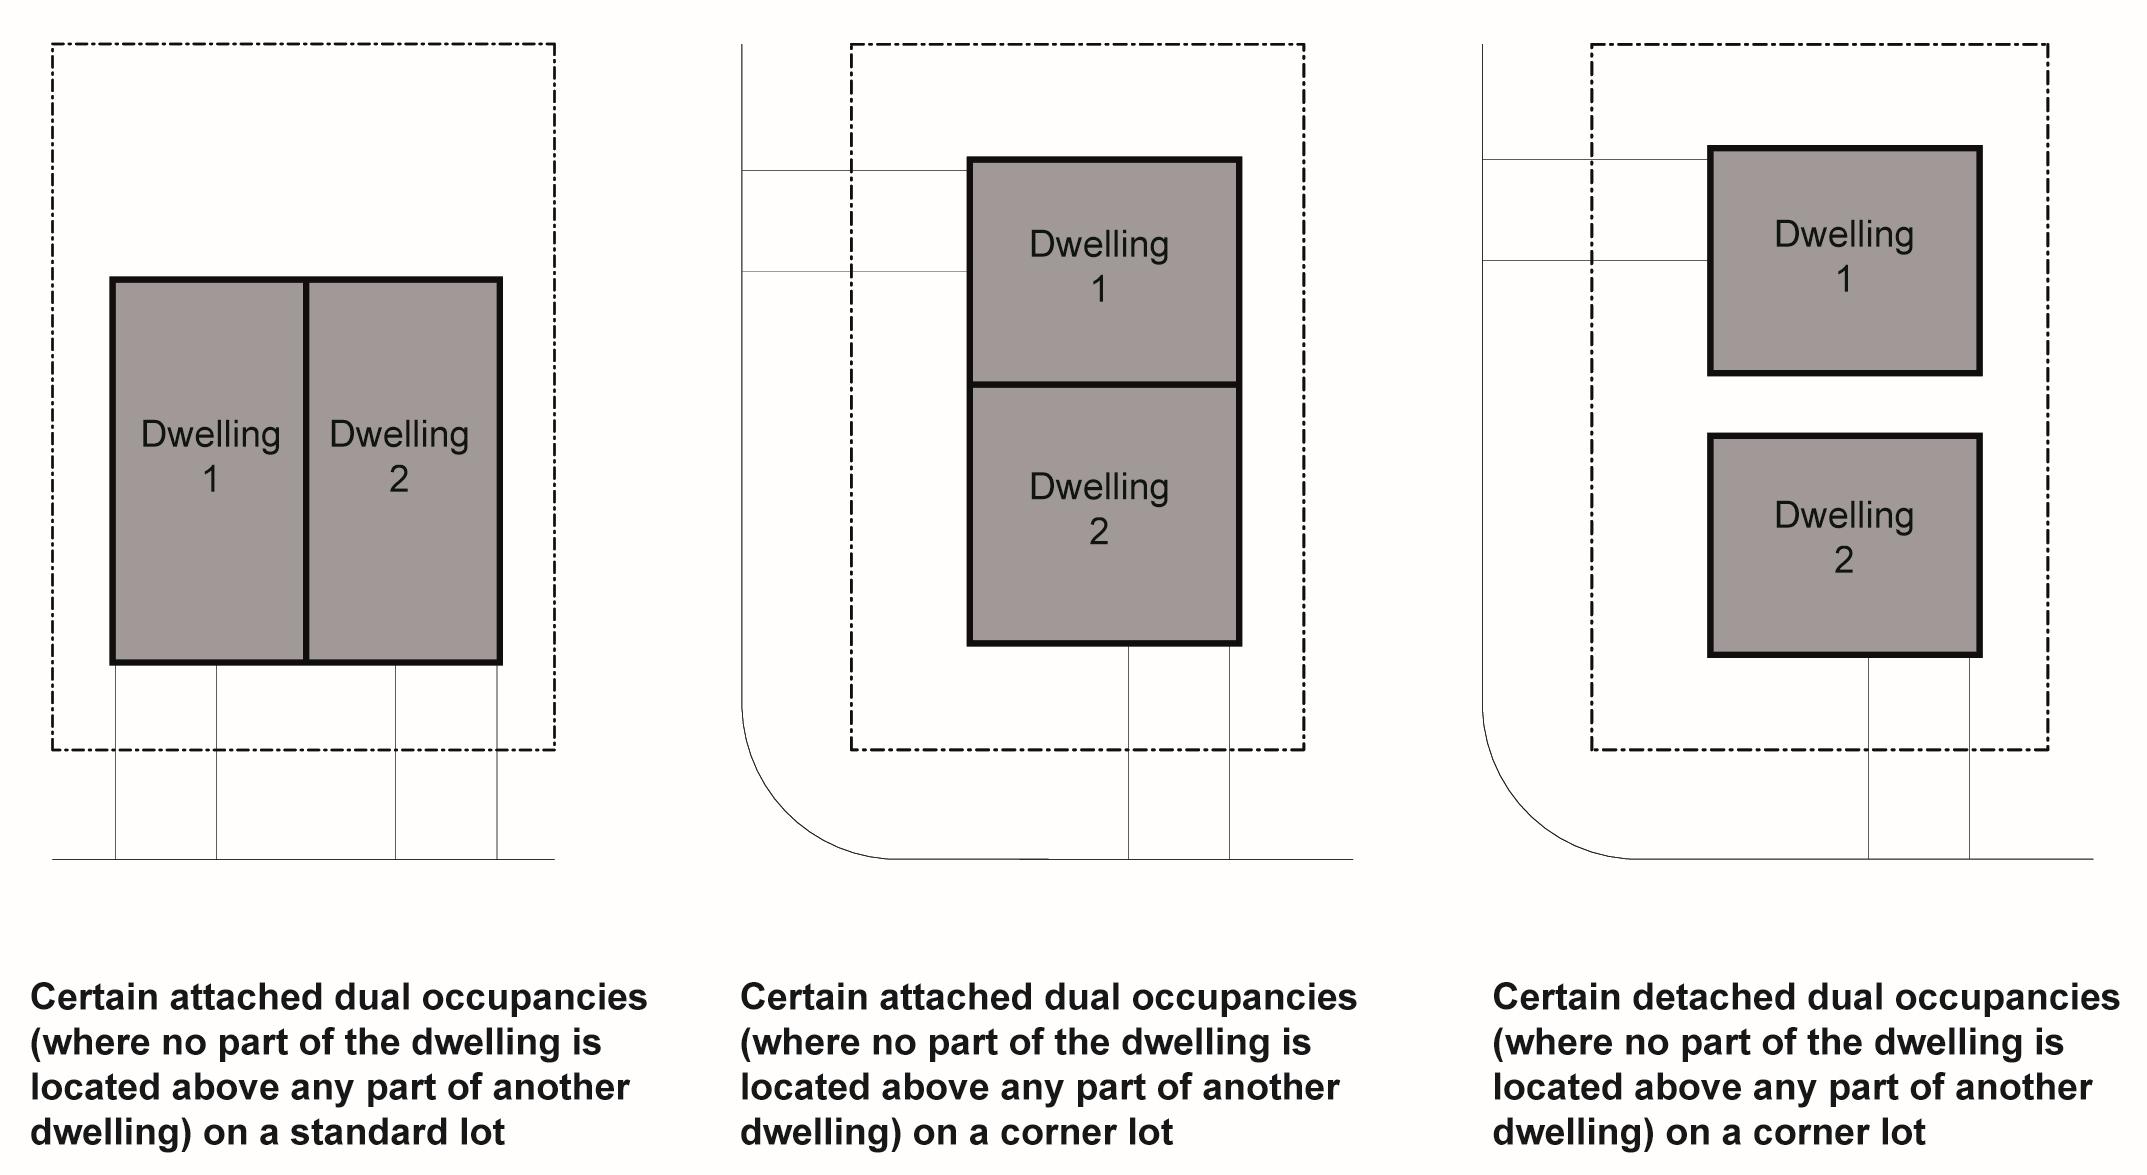 Dwelling
1
Dwelling
2
Certain attached dual occupancies
(where no part of the dwelling is
located above any part of another
dwelling) on a standard lot
Dwelling
1
Dwelling
2
Certain attached dual occupancies
(where no part of the dwelling is
located above any part of another
dwelling) on a corner lot
Dwelling
1
Dwelling
2
Certain detached dual occupancies
(where no part of the dwelling is
located above any part of another
dwelling) on a corner lot